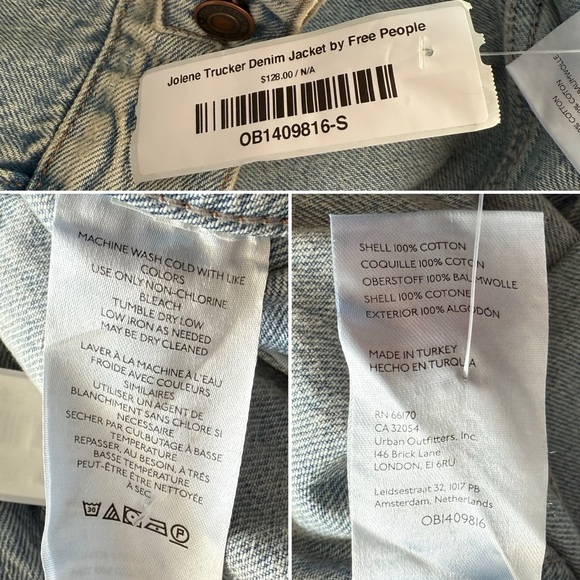 Jolene Trucker Denim Jacket by Free People
$128.00 / N/A
OB1409816-S
% COTTON
MACHINE WASH COLD WITH LIKE
COLORS
USE ONLY NON-CHLORINE
BLEACH
TUMBLE DRY LOW
LOW IRON AS NEEDED
MAY BE DRY CLEANED
LAVER À LA MACHINE À L'EAU
FROIDE AVEC COULEURS
SIMILAIRES
UTILISER UN AGENT DE
BLANCHIMENT SANS CHLORE SI
NÉCESSAIRE
SECHER PAR CULBUTAGE À BASSE
TEMPÉRATURE
REPASSER, AU BESOIN, À TRÈS
BASSE TEMPÉRATURE
PEUT-ÊTRE ÊTRE NETTOYÉE
À SEC
30
P
SHELL 100% COTTON
COQUILLE 100% COTON
OBERSTOFF 100% BAUMWOLLE
SHELL 100% COTONE
EXTERIOR 100% ALGODÓN
MADE IN TURKEY
HECHO EN TURQUIA
RN 66170
CA 32054
Urban Outfitters, Inc.
146 Brick Lane
LONDON, E1 6RU
Leidsestraat 32, 1017 PB
Amsterdam, Netherlands
OB1409816